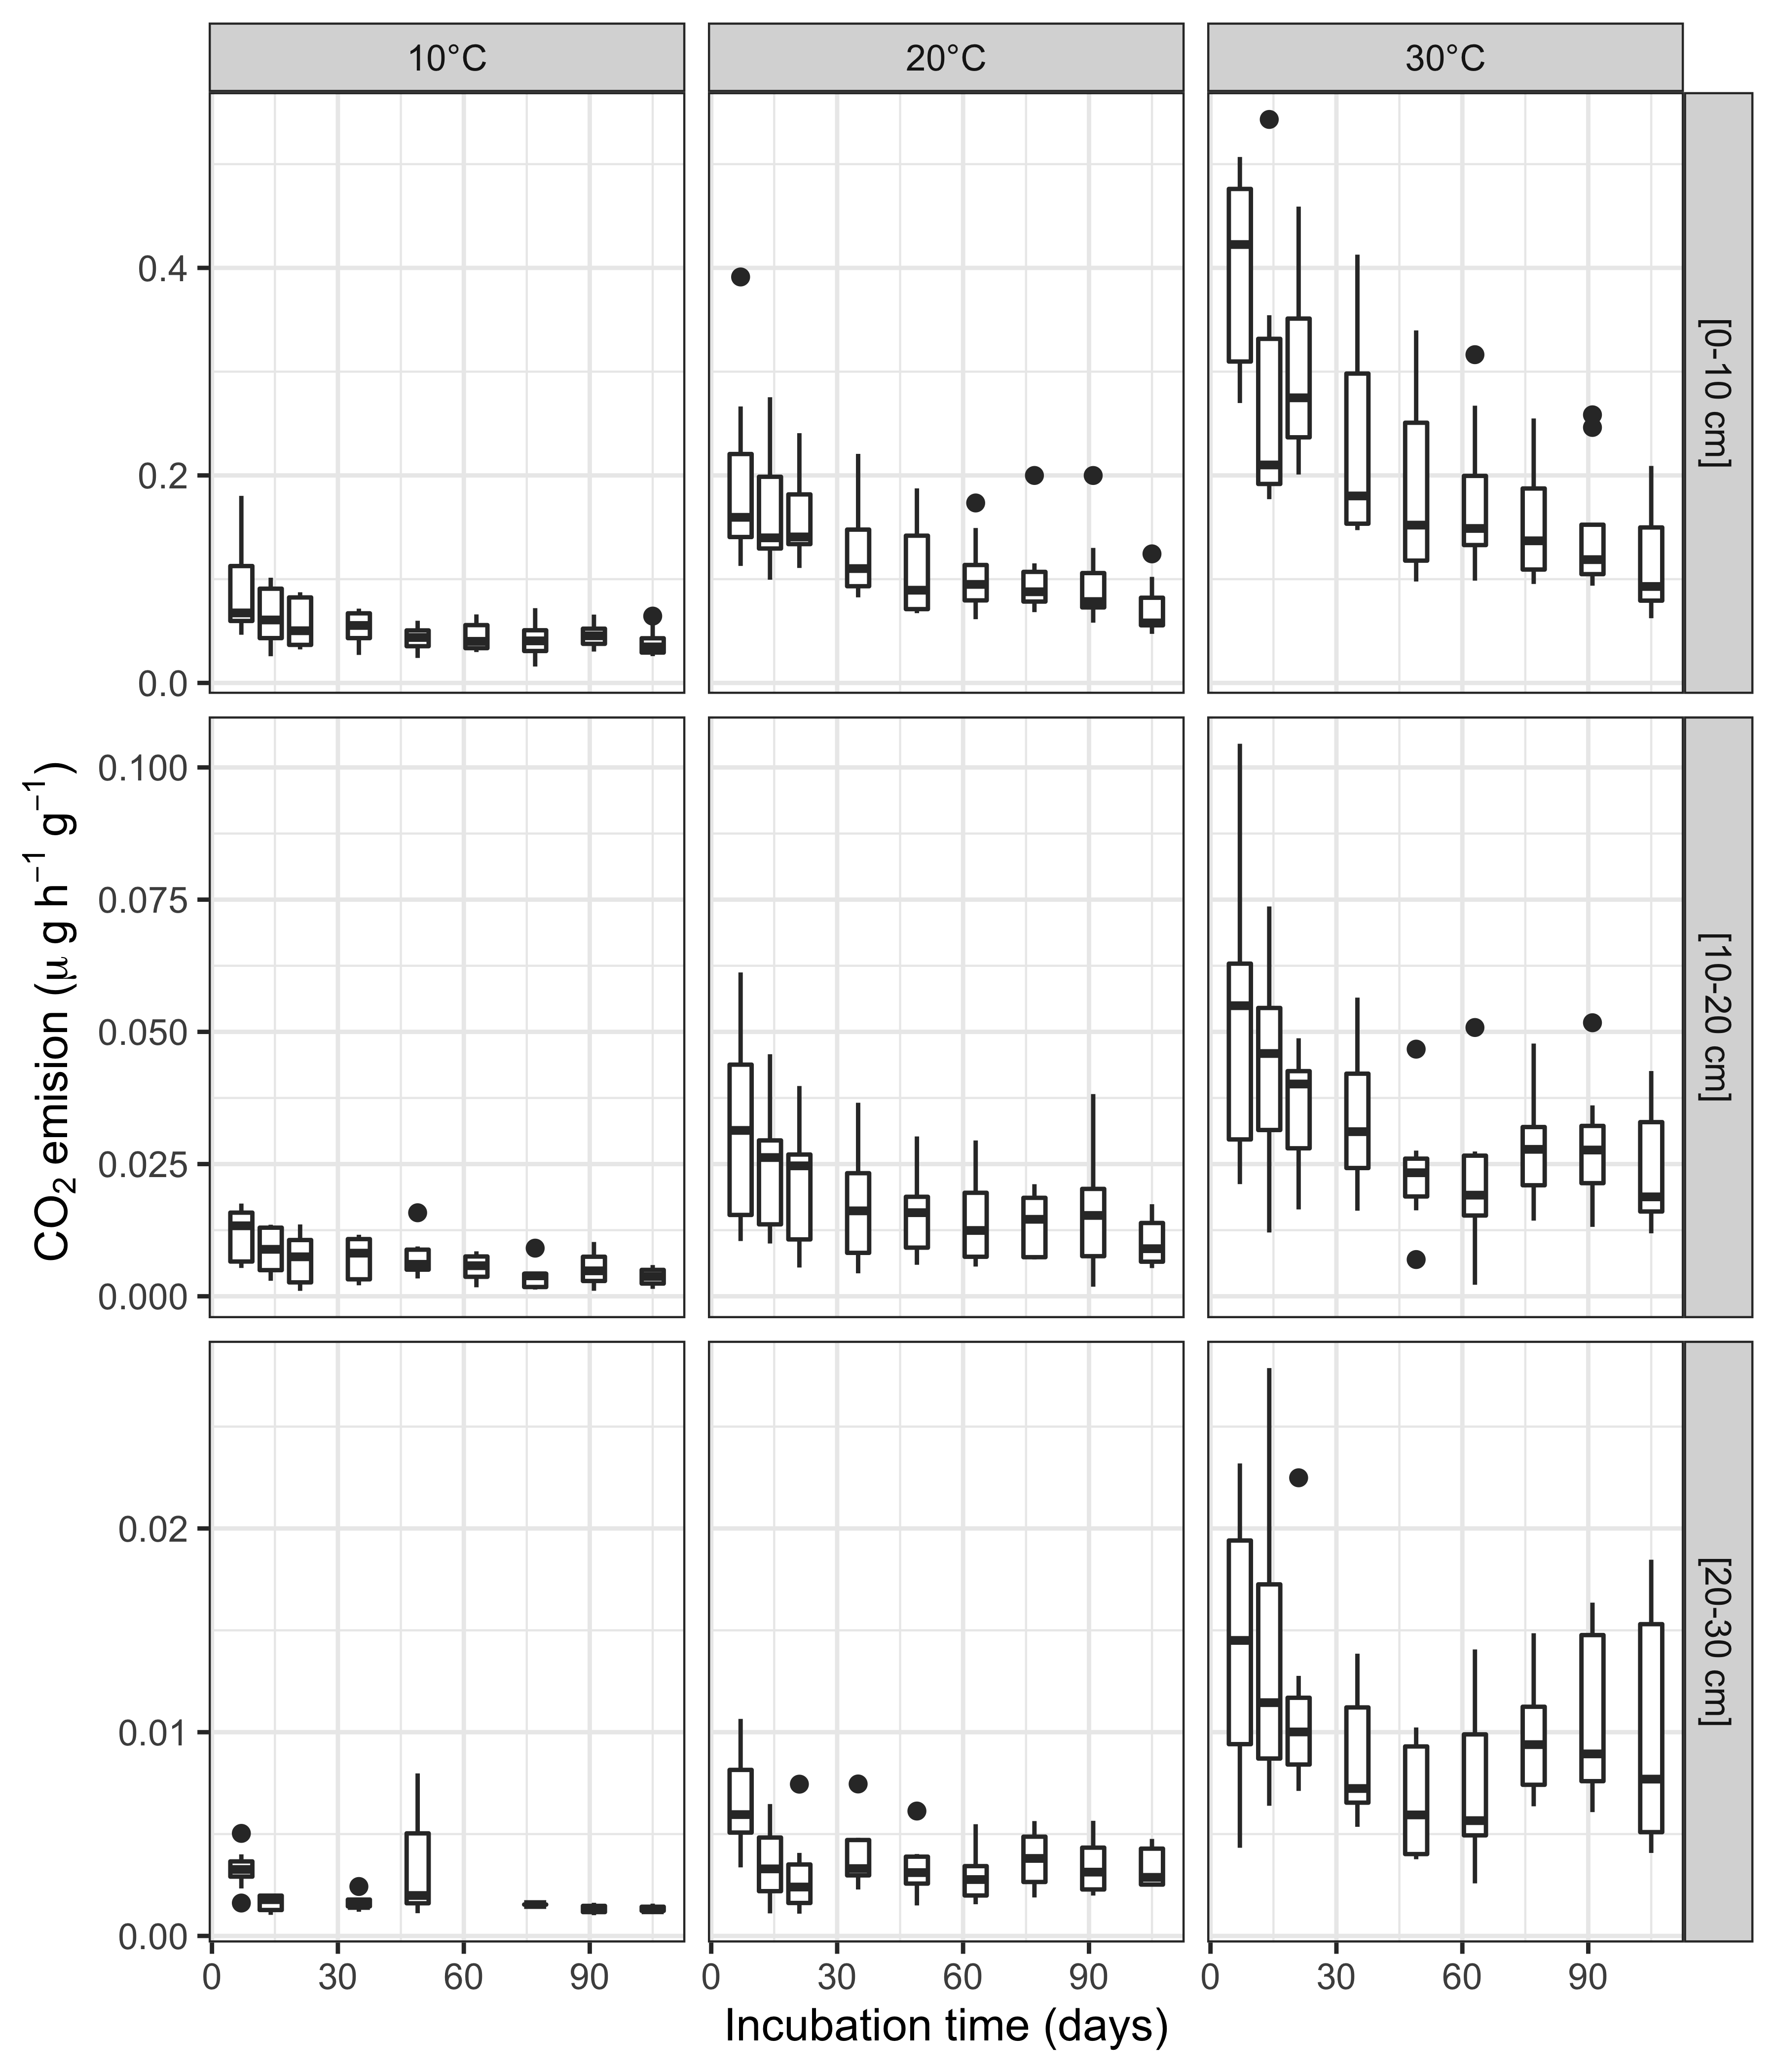 10°C 20°C 30°C
0.4
0.2
0.0
[0-10 cm]
0.100
0.075
0.050
0.025
0.000
[10-20 cm]
0.02
0.01
0.00
[20-30 cm]
0 30 60 90 0 30 60 90 0 30 60 90
Incubation time (days)
CO₂ emision (μ g h⁻¹ g⁻¹)